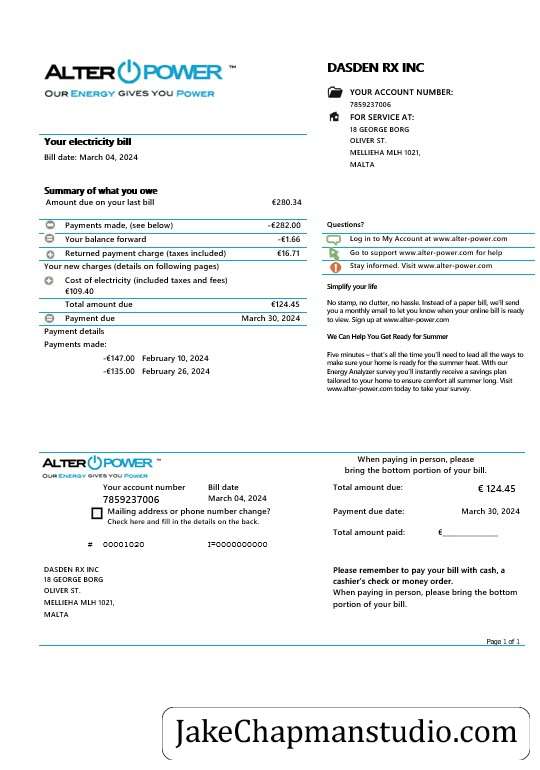 ALTER POWER ™
OUR ENERGY GIVES YOU POWER
DASDEN RX INC
YOUR ACCOUNT NUMBER:
7859237006
FOR SERVICE AT:
18 GEORGE BORG
OLIVER ST.
MELLIEHA MLH 1021,
MALTA
Your electricity bill
Bill date: March 04, 2024
Summary of what you owe
Amount due on your last bill €280.34
Payments made, (see below) -€282.00
Your balance forward -€1.66
Returned payment charge (taxes included) €16.71
Your new charges (details on following pages)
Cost of electricity (included taxes and fees)
€109.40
Total amount due €124.45
Payment due March 30, 2024
Payment details
Payments made:
-€147.00 February 10, 2024
-€135.00 February 26, 2024
Questions?
Log in to My Account at www.alter-power.com
Go to support www.alter-power.com for help
Stay informed. Visit www.alter-power.com
Simplify your life
No stamp, no clutter, no hassle. Instead of a paper bill, we'll send
you a monthly email to let you know when your online bill is ready
to view. Sign up at www.alter-power.com
We Can Help You Get Ready for Summer
Five minutes – that's all the time you'll need to lead all the ways to
make sure your home is ready for the summer heat. With our
Energy Analyzer survey you'll instantly receive a savings plan
tailored to your home to ensure comfort all summer long. Visit
www.alter-power.com today to take your survey.
ALTER POWER ™
OUR ENERGY GIVES YOU POWER
Your account number Bill date
7859237006 March 04, 2024
Mailing address or phone number change?
Check here and fill in the details on the back.
# 00001020 I=0000000000
DASDEN RX INC
18 GEORGE BORG
OLIVER ST.
MELLIEHA MLH 1021,
MALTA
When paying in person, please
bring the bottom portion of your bill.
Total amount due: € 124.45
Payment due date: March 30, 2024
Total amount paid: €______________
Please remember to pay your bill with cash, a
cashier's check or money order.
When paying in person, please bring the bottom
portion of your bill.
Page 1 of 1
JakeChapmanstudio.com